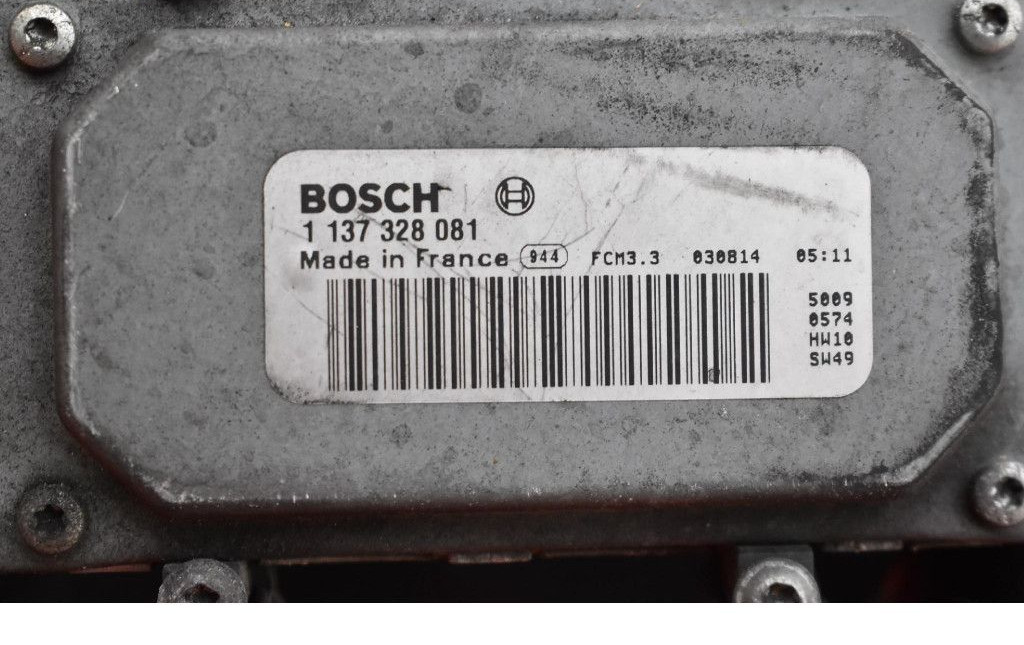 BOSCH
1 137 328 081
Made in France 944 FCM3.3 030814 05:11
5009
0574
HW10
SW49